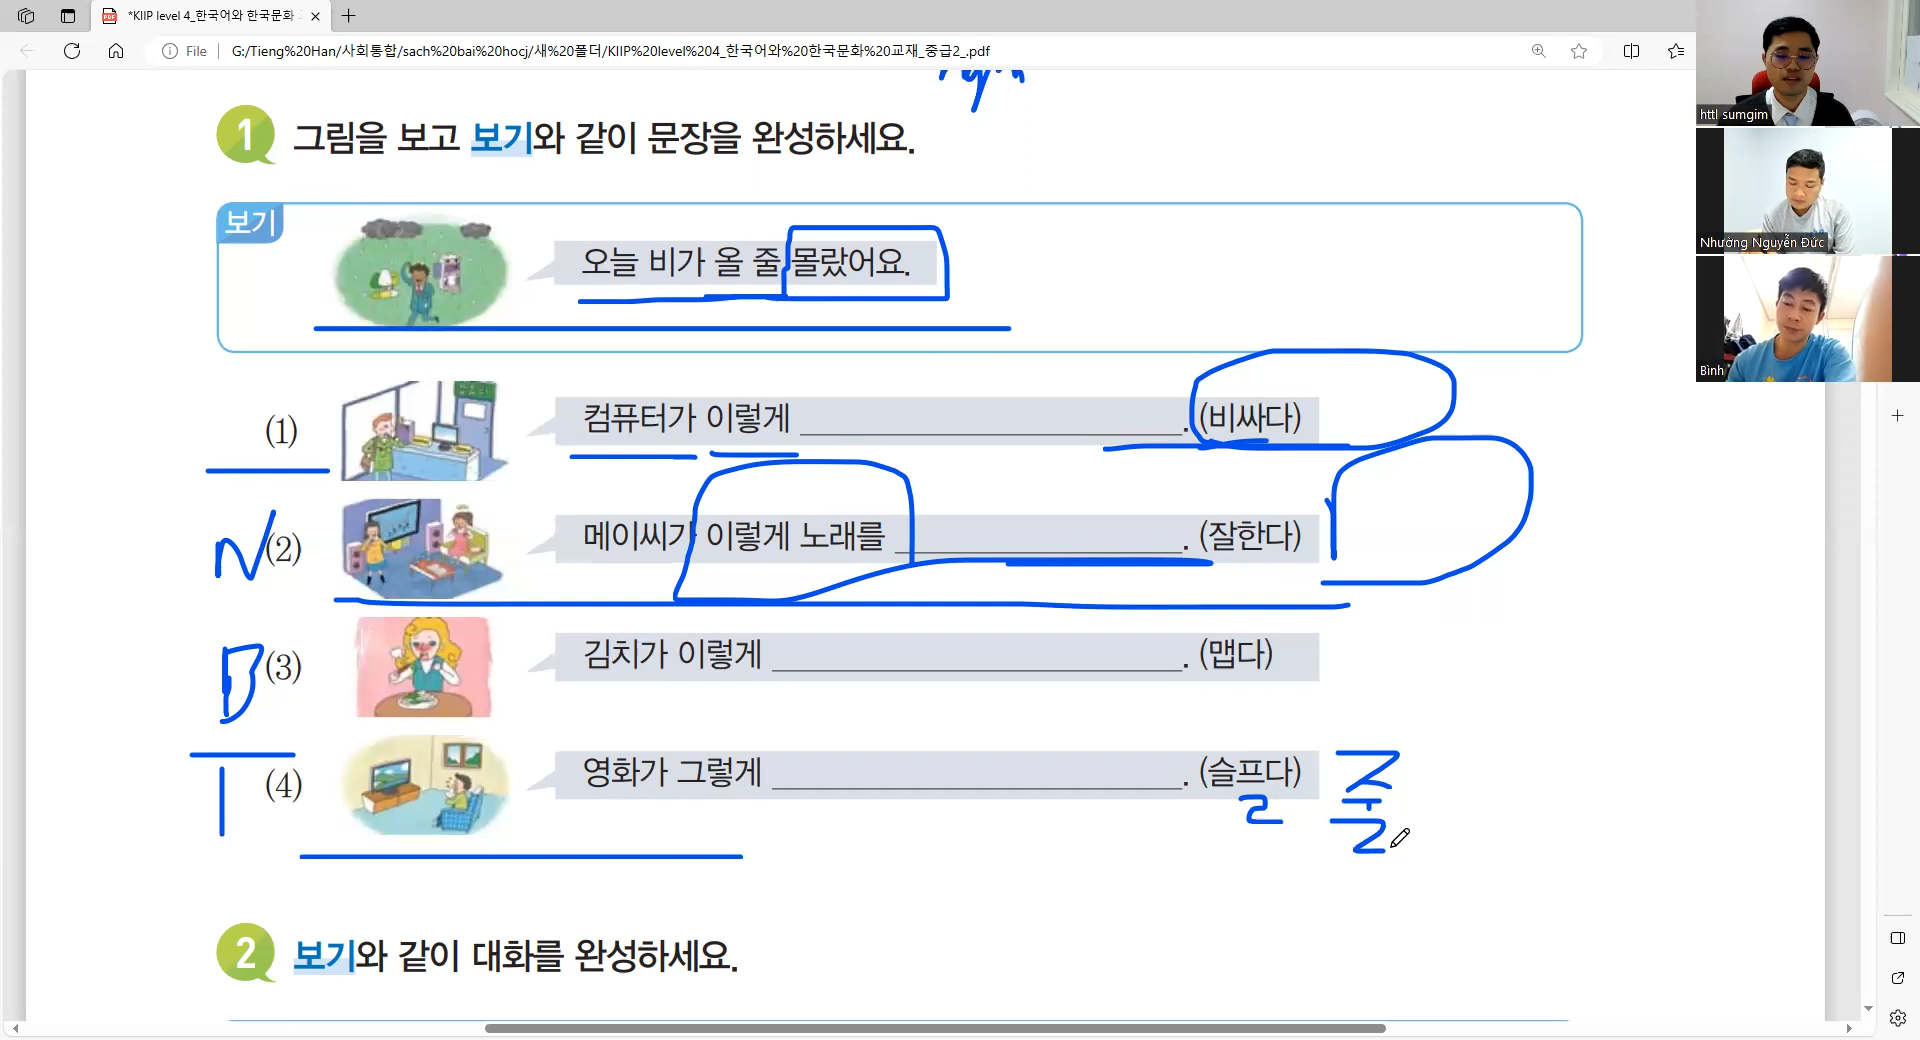 *KIIP level 4_한국어와 한국문화
File
G:/Tieng%20Han/사회통합/sach%20bai%20hocj/새%20폴더/KIIP%20level%204_한국어와%20한국문화%20교재_중급2_.pdf
httl sumgim
Nhường Nguyễn Đức
Bình
1 그림을 보고 보기와 같이 문장을 완성하세요.
보기
오늘 비가 올 줄 몰랐어요.
(1) 컴퓨터가 이렇게 ______. (비싸다)
N (2) 메이씨가 이렇게 노래를 ______. (잘한다)
B (3) 김치가 이렇게 ______. (맵다)
1 (4) 영화가 그렇게 ______. (슬프다)
ㄹ 줄
2 보기와 같이 대화를 완성하세요.